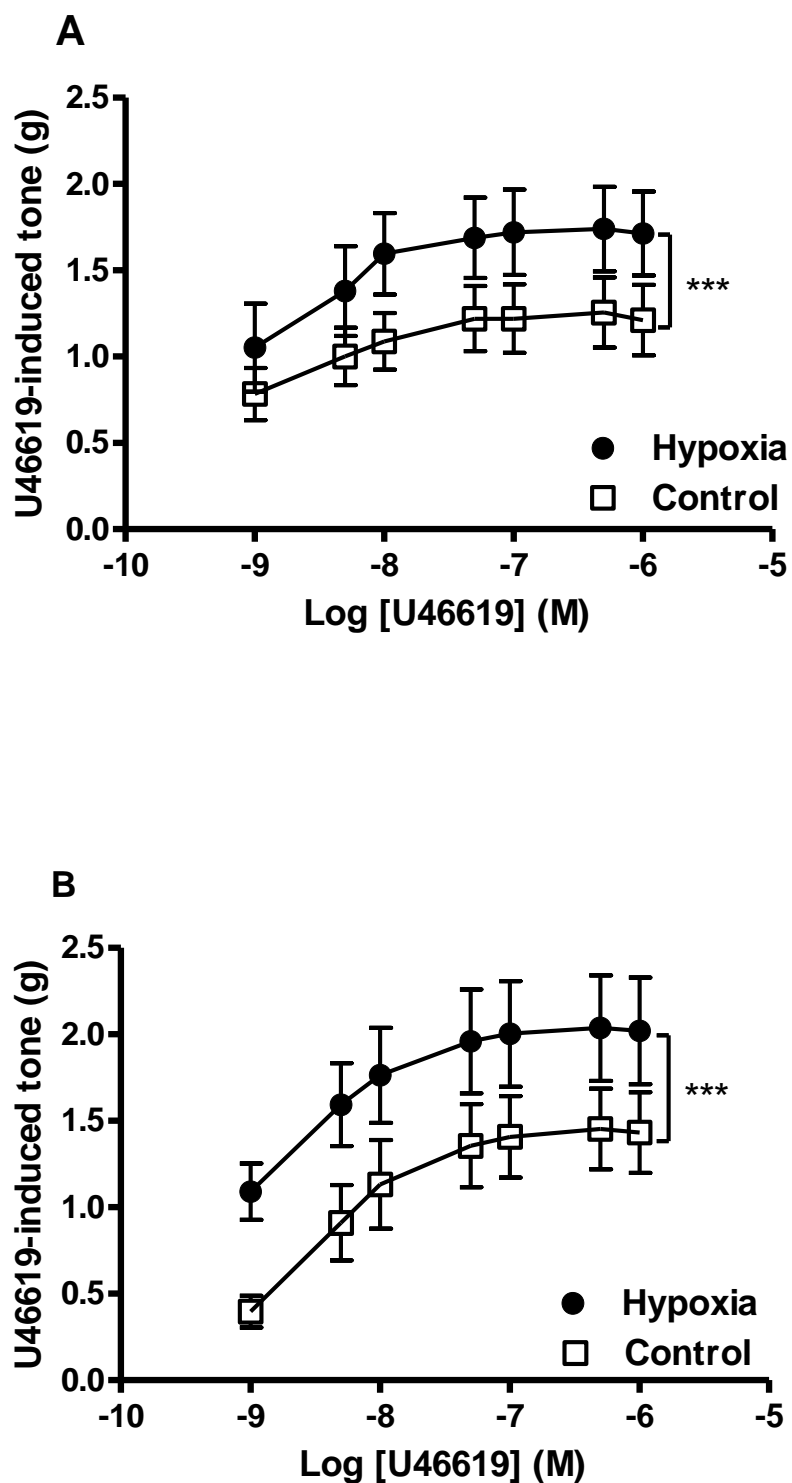 A
U46619-induced tone (g)
2.5
2.0
1.5
1.0
0.5
0.0
***
Hypoxia
Control
-10 -9 -8 -7 -6 -5
Log [U46619] (M)
B
U46619-induced tone (g)
2.5
2.0
1.5
1.0
0.5
0.0
***
Hypoxia
Control
-10 -9 -8 -7 -6 -5
Log [U46619] (M)